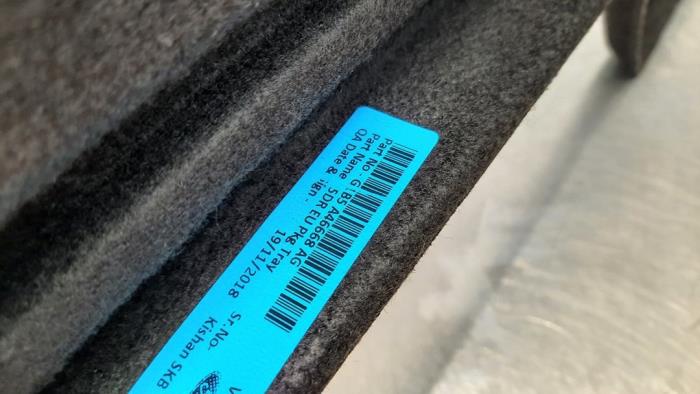 Part No : G1B5 A46668 AG
Part Name 5DR EU Pkg Tray
QA Date & ign.- 19/11/2018
Sr.No-
Kishan SKB